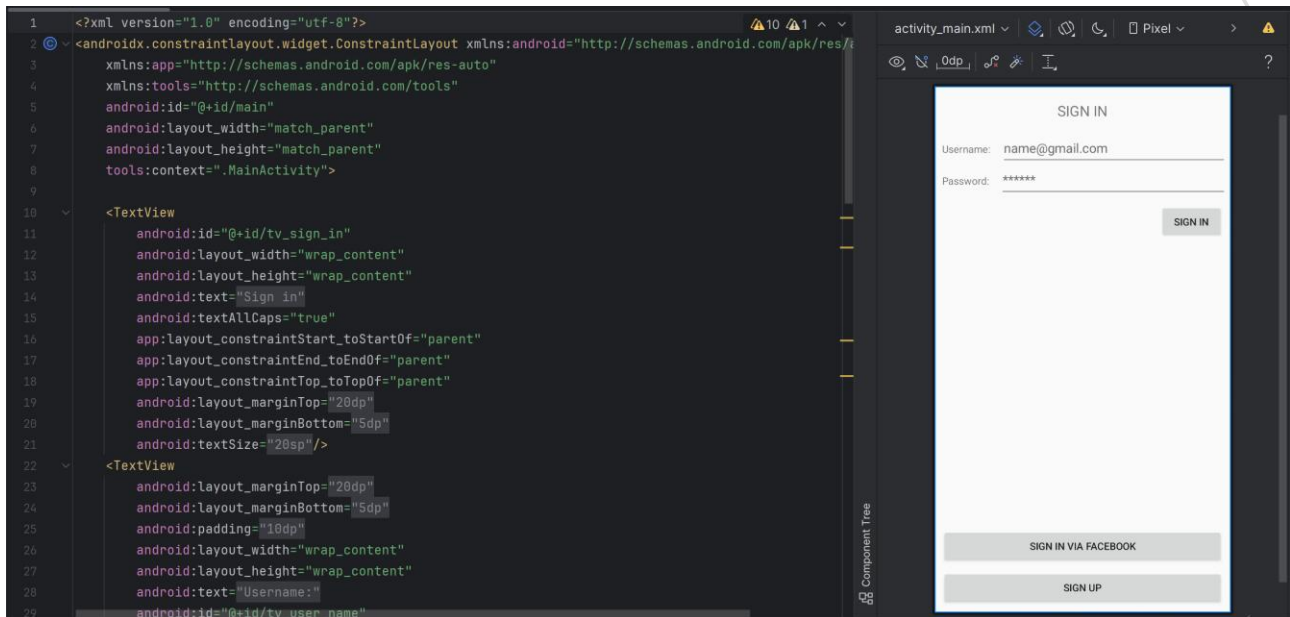 1 <?xml version="1.0" encoding="utf-8"?>
10 1
2 <androidx.constraintlayout.widget.ConstraintLayout xmlns:android="http://schemas.android.com/apk/res/
3 xmlns:app="http://schemas.android.com/apk/res-auto"
4 xmlns:tools="http://schemas.android.com/tools"
5 android:id="@+id/main"
6 android:layout_width="match_parent"
7 android:layout_height="match_parent"
8 tools:context=".MainActivity">
9
10 <TextView
11 android:id="@+id/tv_sign_in"
12 android:layout_width="wrap_content"
13 android:layout_height="wrap_content"
14 android:text="Sign in"
15 android:textAllCaps="true"
16 app:layout_constraintStart_toStartOf="parent"
17 app:layout_constraintEnd_toEndOf="parent"
18 app:layout_constraintTop_toTopOf="parent"
19 android:layout_marginTop="20dp"
20 android:layout_marginBottom="5dp"
21 android:textSize="20sp"/>
22 <TextView
23 android:layout_marginTop="20dp"
24 android:layout_marginBottom="5dp"
25 android:padding="10dp"
26 android:layout_width="wrap_content"
27 android:layout_height="wrap_content"
28 android:text="Username:"
29 android:id="@+id/tv_user_name"
Component Tree
activity_main.xml Pixel
0dp ?
SIGN IN
Username: name@gmail.com
Password: ******
SIGN IN
SIGN IN VIA FACEBOOK
SIGN UP